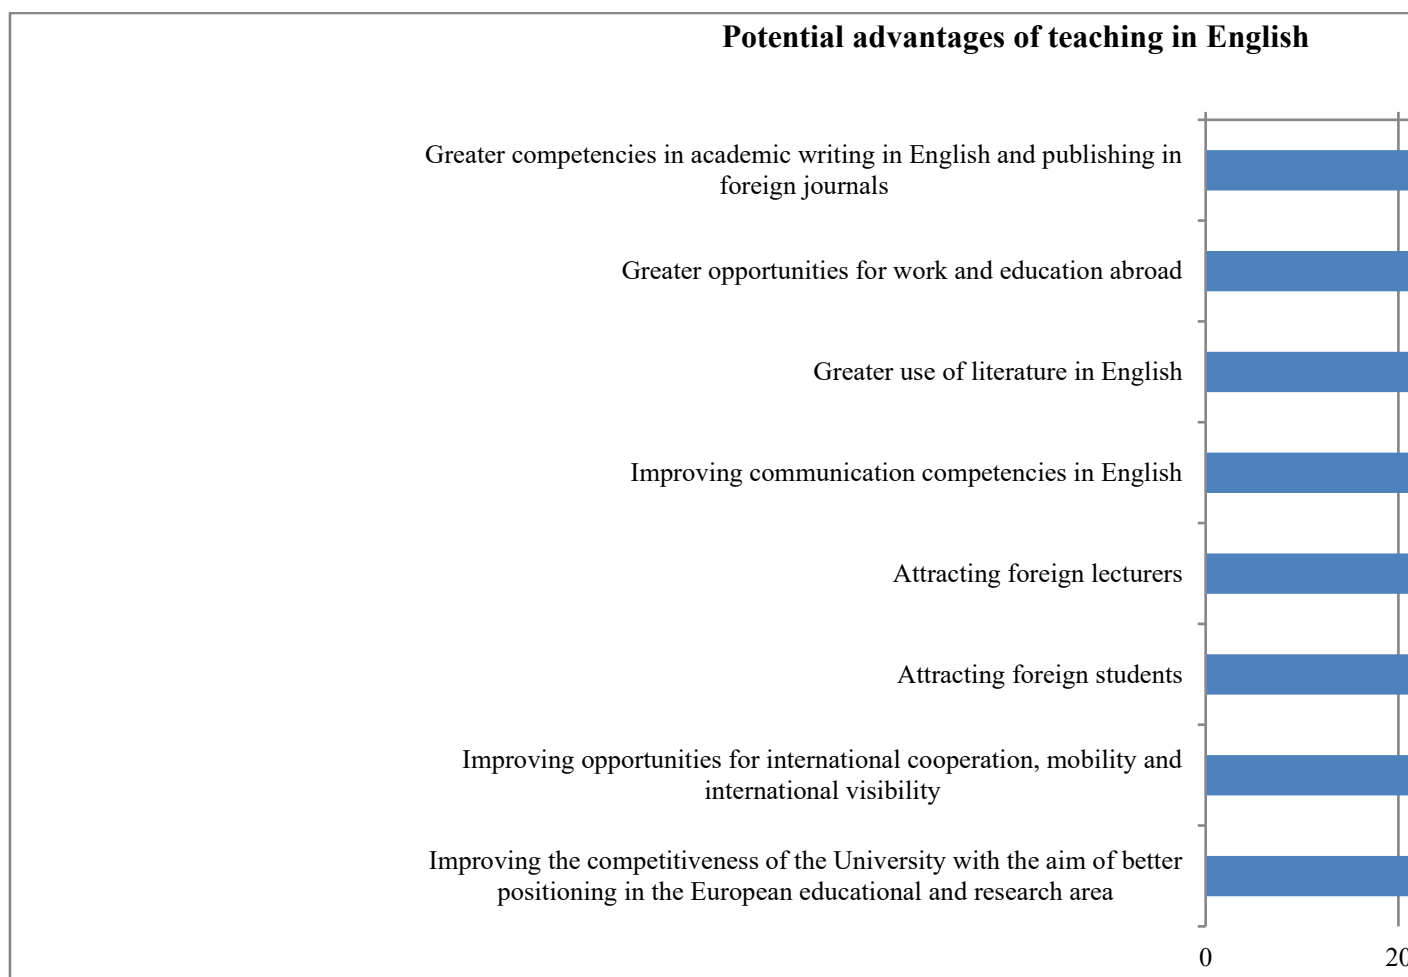 Potential advantages of teaching in English
Greater competencies in academic writing in English and publishing in
foreign journals
Greater opportunities for work and education abroad
Greater use of literature in English
Improving communication competencies in English
Attracting foreign lecturers
Attracting foreign students
Improving opportunities for international cooperation, mobility and
international visibility
Improving the competitiveness of the University with the aim of better
positioning in the European educational and research area
0 20